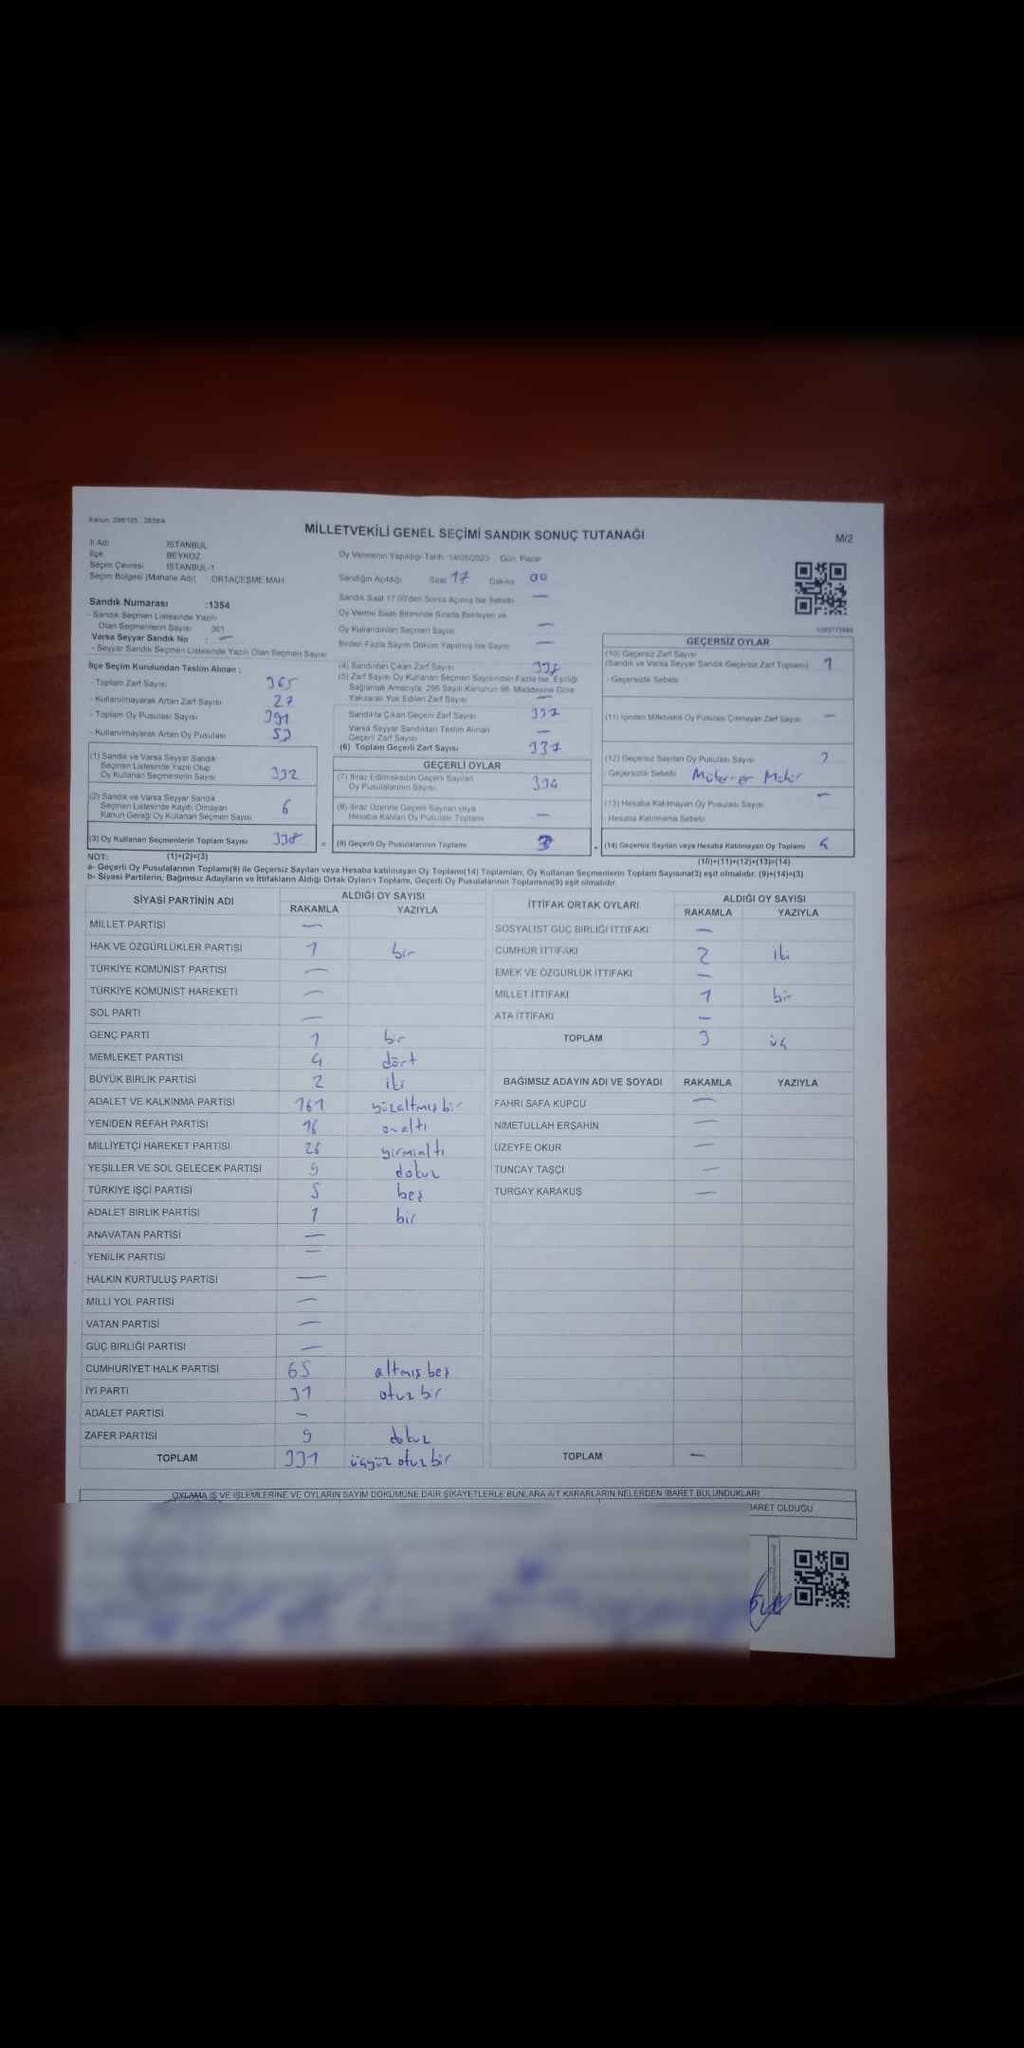 MİLLETVEKİLİ GENEL SEÇİMİ SANDIK SONUÇ TUTANAĞI
M/2
İl Adı İSTANBUL
İlçe BEYKOZ
Seçim Çevresi İSTANBUL-1
Seçim Bölgesi (Mahalle Adı) ORTAÇEŞME MAH
Oy Vermenin Yapıldığı Tarih 14/05/2023 Gün Pazar
Sandığın Açıldığı Saat 17 Dakika 00
Sandık Saat 17.00'den Sonra Açılmış İse Sebebi —
Sandık Numarası :1354
- Sandık Seçmen Listesinde Yazılı
Olan Seçmenlerin Sayısı 361
Varsa Seyyar Sandık No : —
- Seyyar Sandık Seçmen Listesinde Yazılı Olan Seçmen Sayısı
Oy Verme Saati Bitiminde Sırada Bekleyen ve
Oy Kullandırılan Seçmen Sayısı —
Birden Fazla Sayım Döküm Yapılmış İse Sayısı —
İlçe Seçim Kurulundan Teslim Alınan :
- Toplam Zarf Sayısı 365
- Kullanılmayarak Artan Zarf Sayısı 27
- Toplam Oy Pusulası Sayısı 391
- Kullanılmayarak Artan Oy Pusulası 53
(1) Sandık ve Varsa Seyyar Sandık
Seçmen Listesinde Yazılı Olup
Oy Kullanan Seçmenlerin Sayısı 332
(2) Sandık ve Varsa Seyyar Sandık
Seçmen Listesinde Kayıtlı Olmayan
Kanun Gereği Oy Kullanan Seçmen Sayısı 6
(3) Oy Kullanan Seçmenlerin Toplam Sayısı 338
(4) Sandıktan Çıkan Zarf Sayısı 338
(5) Zarf Sayısı Oy Kullanan Seçmen Sayısından Fazla İse, Eşitliği
Sağlamak Amacıyla; 298 Sayılı Kanunun 98. Maddesine Göre
Yakılarak Yok Edilen Zarf Sayısı —
Sandıkta Çıkan Geçerli Zarf Sayısı 337
Varsa Seyyar Sandıktan Teslim Alınan
Geçerli Zarf Sayısı —
(6) Toplam Geçerli Zarf Sayısı 337
GEÇERLİ OYLAR
(7) İtiraz Edilmeksizin Geçerli Sayılan
Oy Pusulalarının Sayısı 334
(8) İtiraz Üzerine Geçerli Sayılan veya
Hesaba Katılan Oy Pusulası Toplamı —
(9) Geçerli Oy Pusulalarının Toplamı
GEÇERSİZ OYLAR
(10) Geçersiz Zarf Sayısı
(Sandık ve Varsa Seyyar Sandık Geçersiz Zarf Toplamı) 1
- Geçersizlik Sebebi
(11) İçinden Milletvekili Oy Pusulası Çıkmayan Zarf Sayısı —
(12) Geçersiz Sayılan Oy Pusulası Sayısı
Geçersizlik Sebebi
(13) Hesaba Katılmayan Oy Pusulası Sayısı —
Hesaba Katılmama Sebebi
(14) Geçersiz Sayılan veya Hesaba Katılmayan Oy Toplamı
NOT: (1)+(2)=(3)
(10)+(11)+(12)+(13)=(14)
a- Geçerli Oy Pusulalarının Toplamı(9) ile Geçersiz Sayılan veya Hesaba katılmayan Oy Toplamı(14) Toplamları, Oy Kullanan Seçmenlerin Toplam Sayısına(3) eşit olmalıdır. (9)+(14)=(3)
b- Siyasi Partilerin, Bağımsız Adayların ve İttifakların Aldığı Ortak Oyların Toplamı, Geçerli Oy Pusulalarının Toplamına(9) eşit olmalıdır.
SİYASİ PARTİNİN ADI ALDIĞI OY SAYISI
RAKAMLA YAZIYLA
MİLLET PARTİSİ —
HAK VE ÖZGÜRLÜKLER PARTİSİ 1 bir
TÜRKİYE KOMÜNİST PARTİSİ —
TÜRKİYE KOMÜNİST HAREKETİ —
SOL PARTİ —
GENÇ PARTİ 1 bir
MEMLEKET PARTİSİ 4 dört
BÜYÜK BİRLİK PARTİSİ 2 iki
ADALET VE KALKINMA PARTİSİ 161 yüzaltmış bir
YENİDEN REFAH PARTİSİ 16 onaltı
MİLLİYETÇİ HAREKET PARTİSİ 26 yirmialtı
YEŞİLLER VE SOL GELECEK PARTİSİ 9 dokuz
TÜRKİYE İŞÇİ PARTİSİ 5 beş
ADALET BİRLİK PARTİSİ 1 bir
ANAVATAN PARTİSİ —
YENİLİK PARTİSİ —
HALKIN KURTULUŞ PARTİSİ —
MİLLİ YOL PARTİSİ —
VATAN PARTİSİ —
GÜÇ BİRLİĞİ PARTİSİ —
CUMHURİYET HALK PARTİSİ 65 altmış beş
İYİ PARTİ 31 otuz bir
ADALET PARTİSİ —
ZAFER PARTİSİ 9 dokuz
TOPLAM 331 üçyüz otuz bir
İTTİFAK ORTAK OYLARI ALDIĞI OY SAYISI
RAKAMLA YAZIYLA
SOSYALİST GÜÇ BİRLİĞİ İTTİFAKI —
CUMHUR İTTİFAKI 2 iki
EMEK VE ÖZGÜRLÜK İTTİFAKI —
MİLLET İTTİFAKI 1 bir
ATA İTTİFAKI —
TOPLAM 3 üç
BAĞIMSIZ ADAYIN ADI VE SOYADI RAKAMLA YAZIYLA
FAHRİ SAFA KÜPCÜ —
NİMETULLAH ERŞAHİN —
ÜZEYFE OKUR —
TUNCAY TAŞÇI —
TURGAY KARAKUŞ —
TOPLAM —
OYLAMA İŞ VE İŞLEMLERİNE VE OYLARIN SAYIM DÖKÜMÜNE DAİR ŞİKAYETLERLE BUNLARA AİT KARARLARIN NELERDEN İBARET BULUNDUKLARI
BARET OLDUĞU